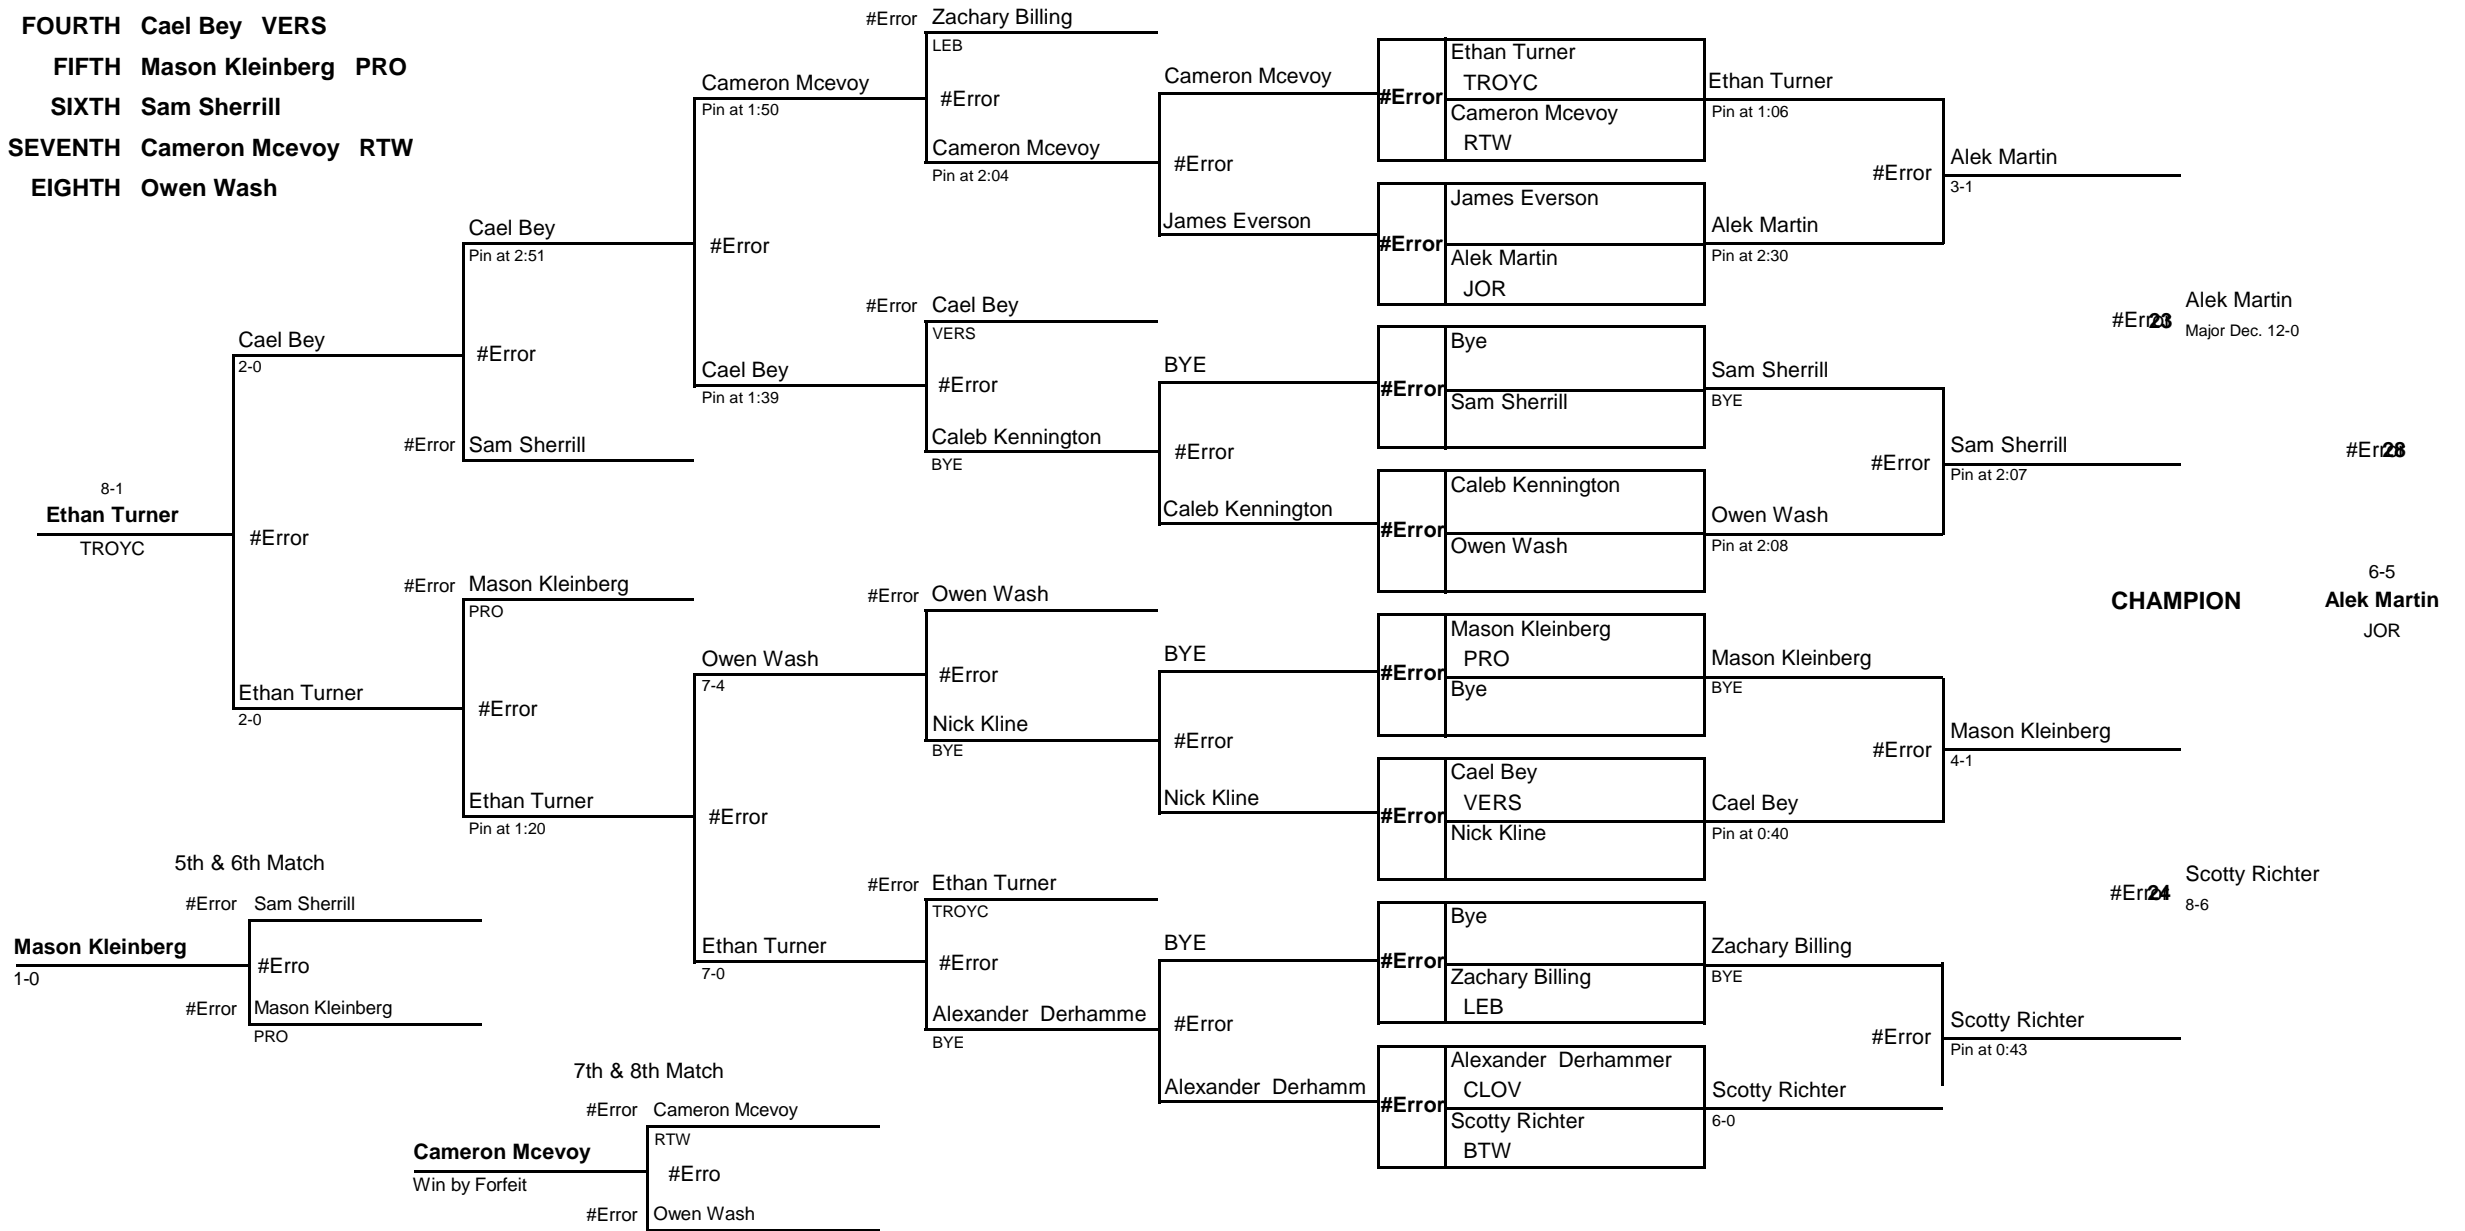 FOURTH Cael Bey VERS
FIFTH Mason Kleinberg PRO
SIXTH Sam Sherrill
SEVENTH Cameron Mcevoy RTW
EIGHTH Owen Wash
8-1
Ethan Turner
TROYC
#Error
Cael Bey
2-0
Ethan Turner
2-0
Cael Bey
Pin at 2:51
#Error
#Error Sam Sherrill
#Error Mason Kleinberg
PRO
#Error
Ethan Turner
Pin at 1:20
Cameron Mcevoy
Pin at 1:50
#Error
Cael Bey
Pin at 1:39
Owen Wash
7-4
#Error
Ethan Turner
7-0
#Error Zachary Billing
LEB
#Error
Cameron Mcevoy
Pin at 2:04
#Error Cael Bey
VERS
#Error
Caleb Kennington
BYE
#Error Owen Wash
#Error
Nick Kline
BYE
#Error Ethan Turner
TROYC
#Error
Alexander Derhamme
BYE
Cameron Mcevoy
#Error
James Everson
BYE
#Error
Caleb Kennington
BYE
#Error
Nick Kline
BYE
#Error
Alexander Derhamm
#Error
Ethan Turner
TROYC
Cameron Mcevoy
RTW
#Error
James Everson
Alek Martin
JOR
#Error
Bye
Sam Sherrill
#Error
Caleb Kennington
Owen Wash
#Error
Mason Kleinberg
PRO
Bye
#Error
Cael Bey
VERS
Nick Kline
#Error
Bye
Zachary Billing
LEB
#Error
Alexander Derhammer
CLOV
Scotty Richter
BTW
Ethan Turner
Pin at 1:06
#Error
Alek Martin
Pin at 2:30
Sam Sherrill
BYE
#Error
Owen Wash
Pin at 2:08
Mason Kleinberg
BYE
#Error
Cael Bey
Pin at 0:40
Zachary Billing
BYE
#Error
Scotty Richter
6-0
Alek Martin
3-1
Sam Sherrill
Pin at 2:07
Mason Kleinberg
4-1
Scotty Richter
Pin at 0:43
#Error 23
Alek Martin
Major Dec. 12-0
#Error 28
6-5
CHAMPION Alek Martin
JOR
#Error 24
Scotty Richter
8-6
5th & 6th Match
#Error Sam Sherrill
Mason Kleinberg
1-0
#Erro
#Error Mason Kleinberg
PRO
7th & 8th Match
#Error Cameron Mcevoy
RTW
Cameron Mcevoy
Win by Forfeit
#Erro
#Error Owen Wash